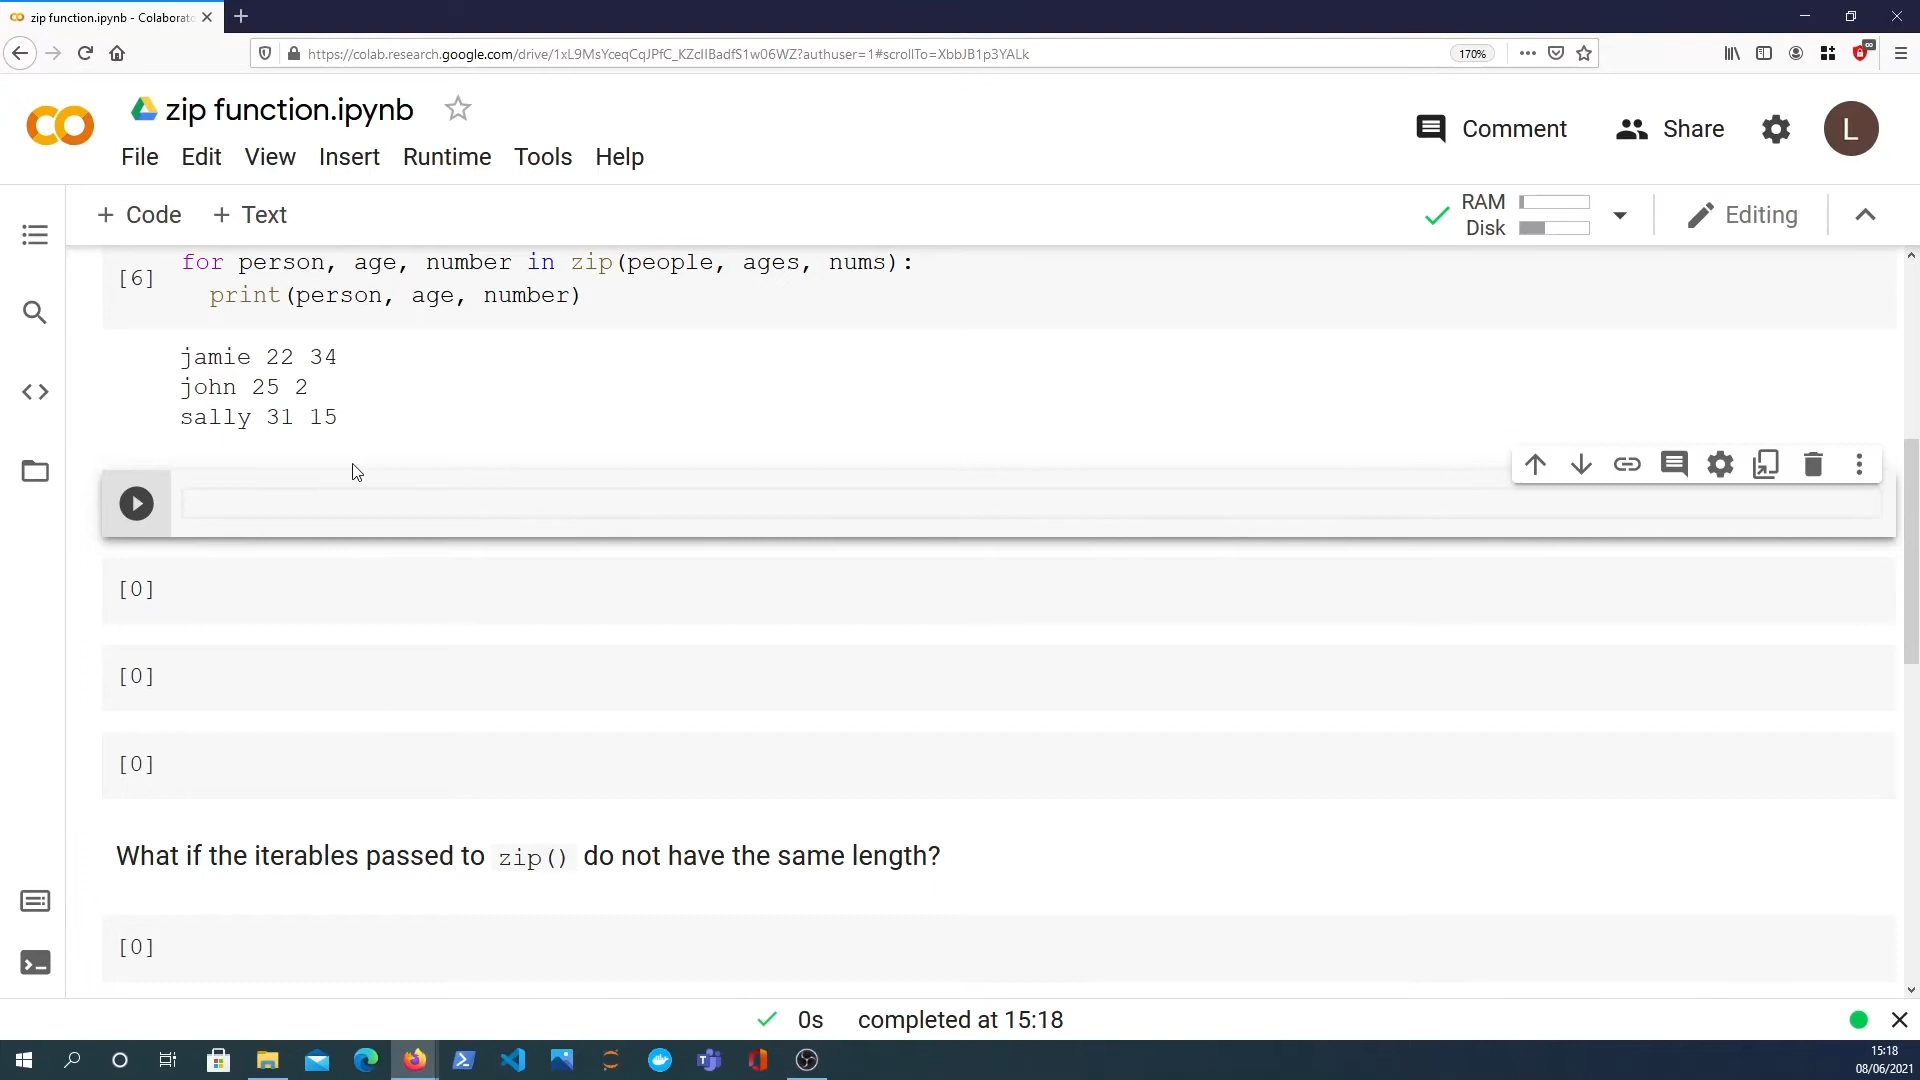 zip function.ipynb - Colaborato
https://colab.research.google.com/drive/1xL9MsYceqCqJPfC_KZcIIBadfS1w06WZ?authuser=1#scrollTo=XbbJB1p3YALk
170%
zip function.ipynb
Comment
Share
L
File Edit View Insert Runtime Tools Help
+ Code + Text
RAM
Disk
Editing
[6]
for person, age, number in zip(people, ages, nums):
print(person, age, number)
jamie 22 34
john 25 2
sally 31 15
[0]
[0]
[0]
What if the iterables passed to zip() do not have the same length?
[0]
0s completed at 15:18
15:18
08/06/2021